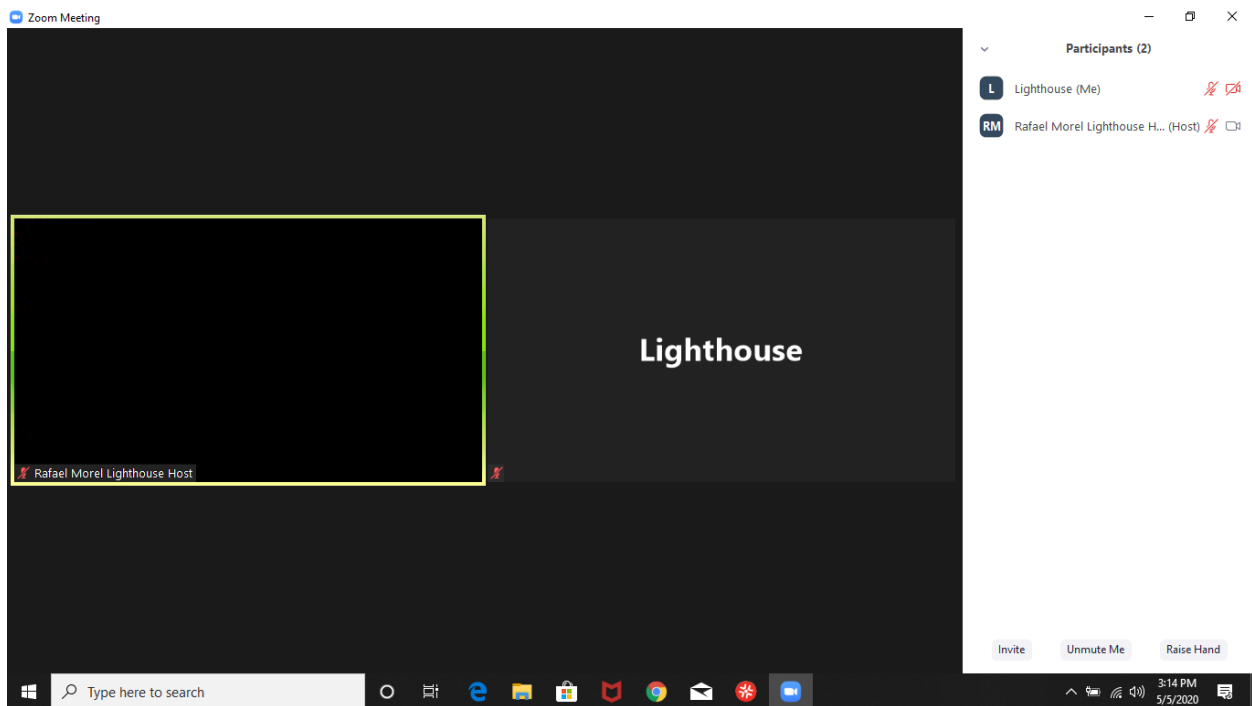 Zoom Meeting
Participants (2)
L Lighthouse (Me)
RM Rafael Morel Lighthouse H... (Host)
Lighthouse
Rafael Morel Lighthouse Host
Invite Unmute Me Raise Hand
Type here to search
3:14 PM
5/5/2020